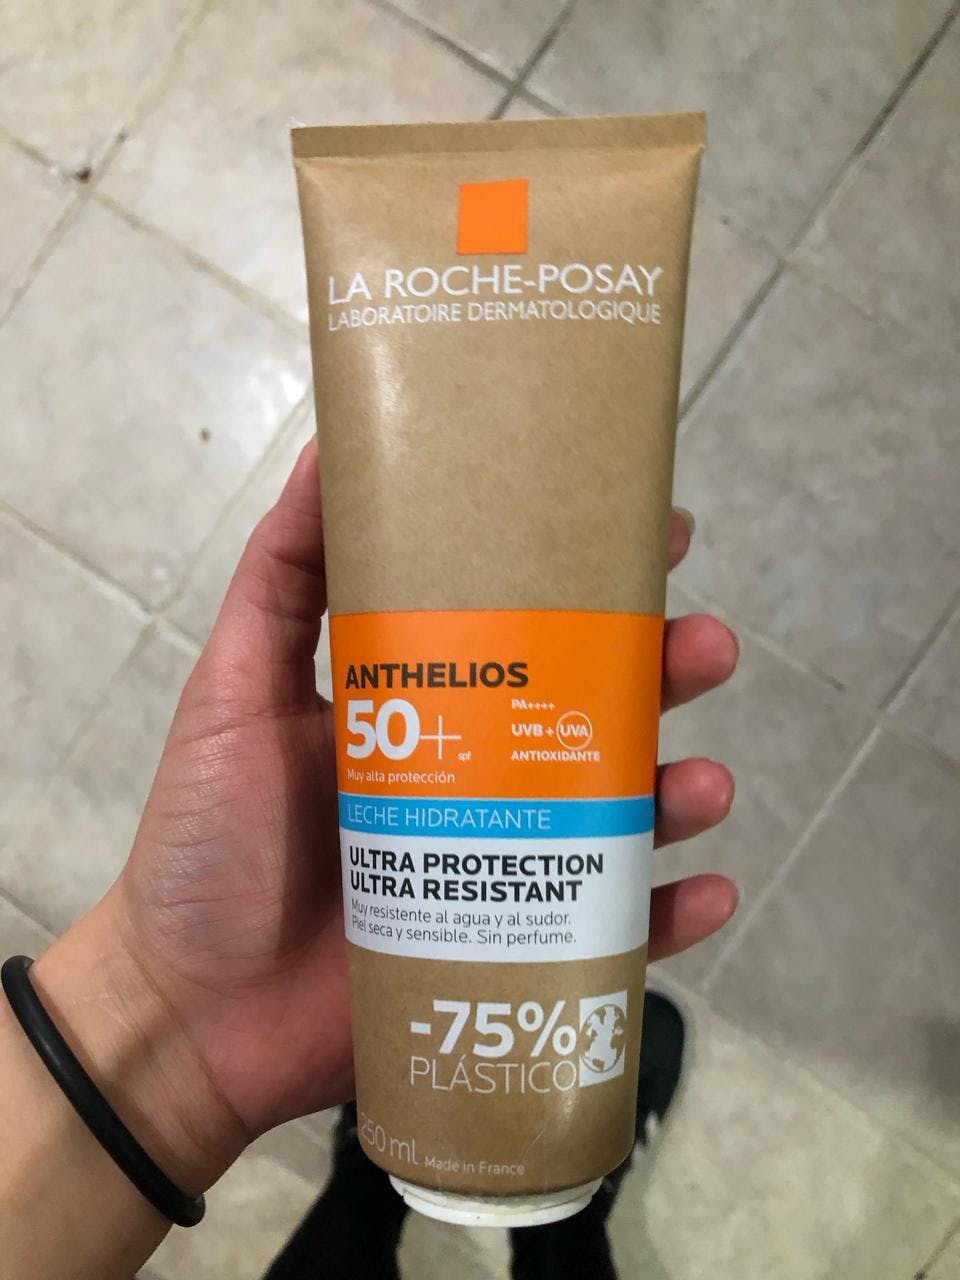 LA ROCHE-POSAY
LABORATOIRE DERMATOLOGIQUE
ANTHELIOS
50+ spf
Muy alta protección
PA++++
UVB + UVA
ANTIOXIDANTE
LECHE HIDRATANTE
ULTRA PROTECTION
ULTRA RESISTANT
Muy resistente al agua y al sudor.
Piel seca y sensible. Sin perfume.
-75%
PLÁSTICO
250 ml Made in France